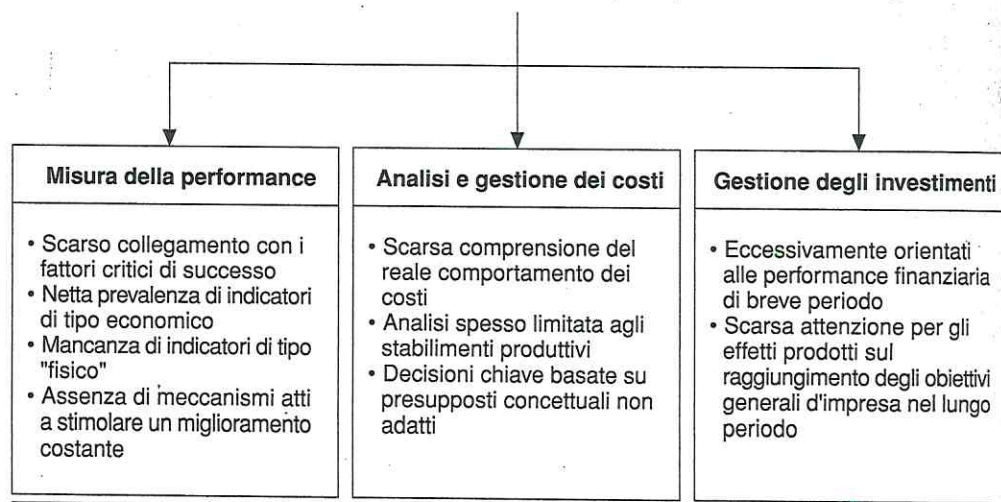 Misura della performance
• Scarso collegamento con i
fattori critici di successo
• Netta prevalenza di indicatori
di tipo economico
• Mancanza di indicatori di tipo
"fisico"
• Assenza di meccanismi atti
a stimolare un miglioramento
costante
Analisi e gestione dei costi
• Scarsa comprensione del
reale comportamento dei
costi
• Analisi spesso limitata agli
stabilimenti produttivi
• Decisioni chiave basate su
presupposti concettuali non
adatti
Gestione degli investimenti
• Eccessivamente orientati
alle performance finanziaria
di breve periodo
• Scarsa attenzione per gli
effetti prodotti sul
raggiungimento degli obiettivi
generali d'impresa nel lungo
periodo